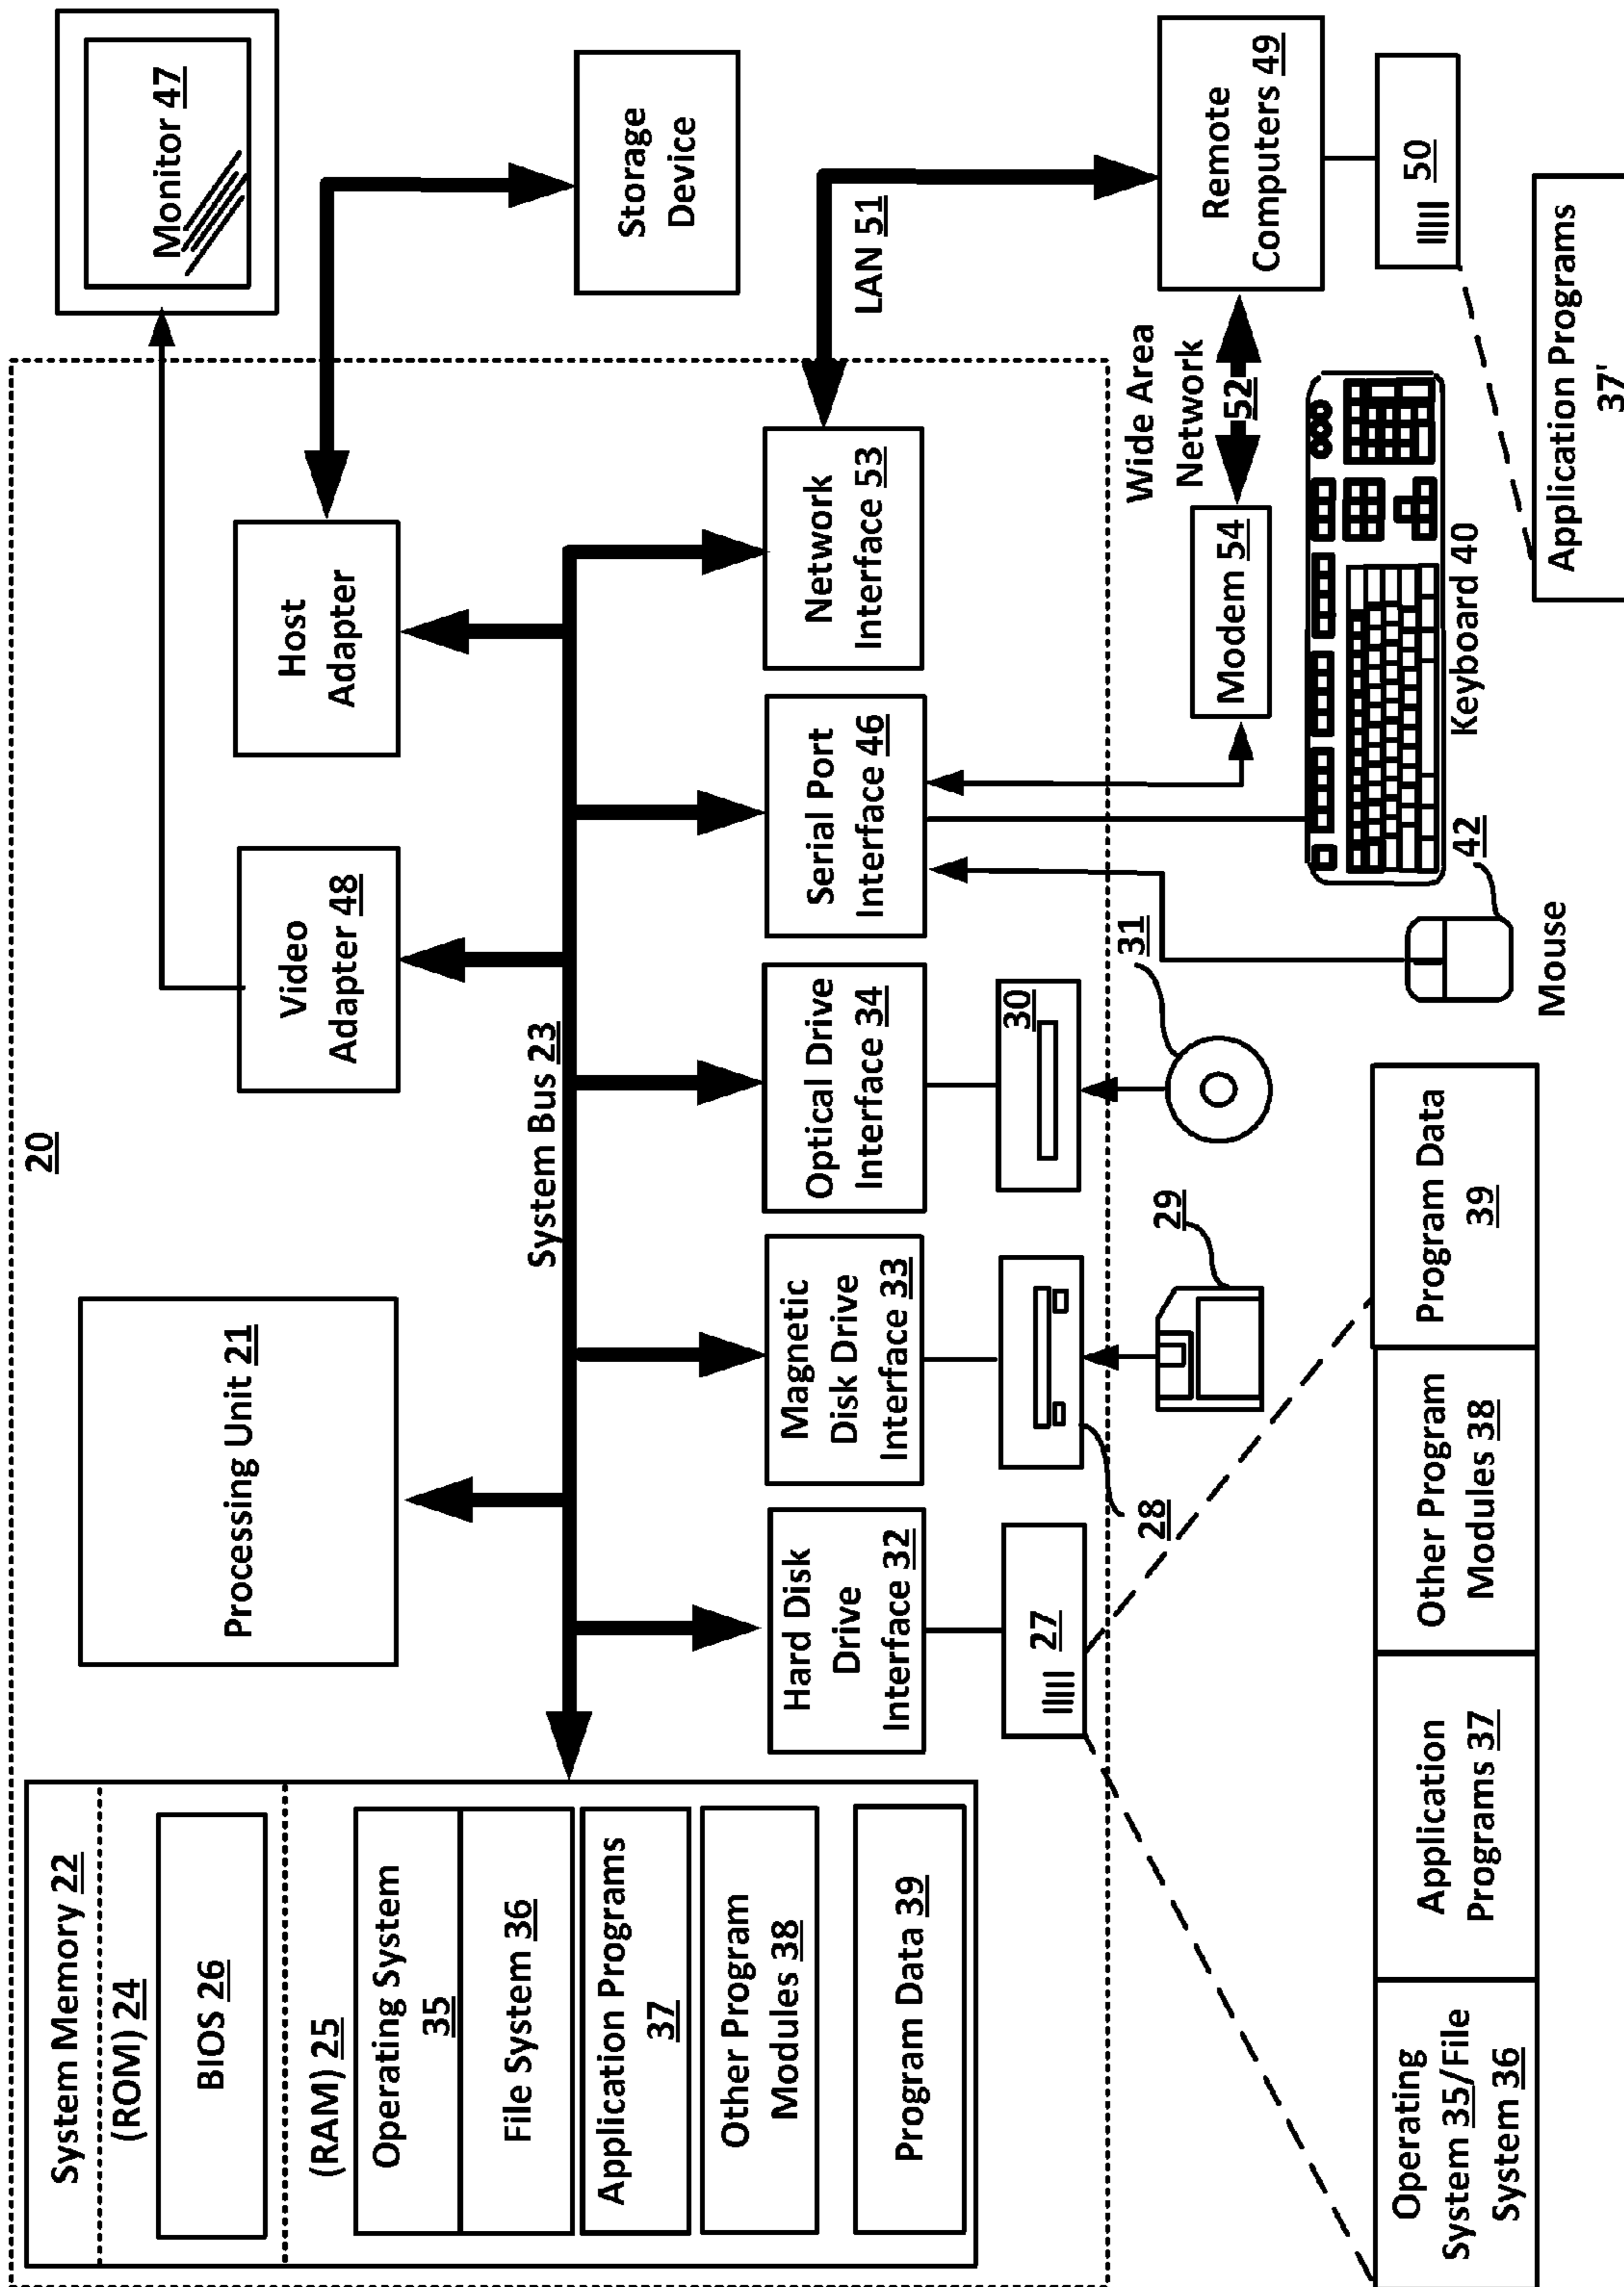 20
System Memory 22
(ROM) 24
BIOS 26
(RAM) 25
Operating System
35
File System 36
Application Programs
37
Other Program
Modules 38
Program Data 39
Processing Unit 21
Video
Adapter 48
Host
Adapter
Monitor 47
Storage
Device
System Bus 23
Hard Disk
Drive
Interface 32
Magnetic
Disk Drive
Interface 33
Optical Drive
Interface 34
Serial Port
Interface 46
Network
Interface 53
LAN 51
27
28
29
30
31
Wide Area
Network
52
Modem 54
Remote
Computers 49
50
Keyboard 40
42
Mouse
Operating
System 35/File
System 36
Application
Programs 37
Other Program
Modules 38
Program Data
39
Application Programs
37'